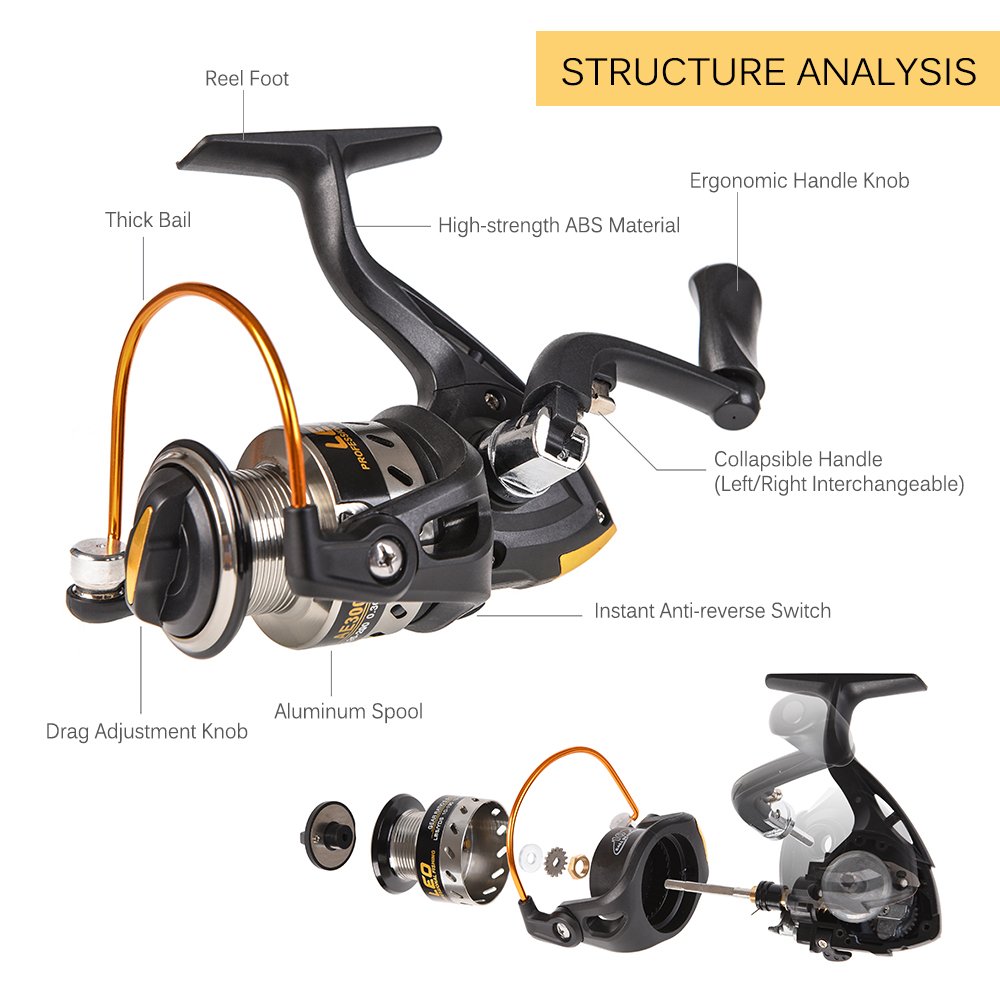 STRUCTURE ANALYSIS
Reel Foot
Ergonomic Handle Knob
Thick Bail
High-strength ABS Material
Collapsible Handle
(Left/Right Interchangeable)
Instant Anti-reverse Switch
Aluminum Spool
Drag Adjustment Knob
LEO